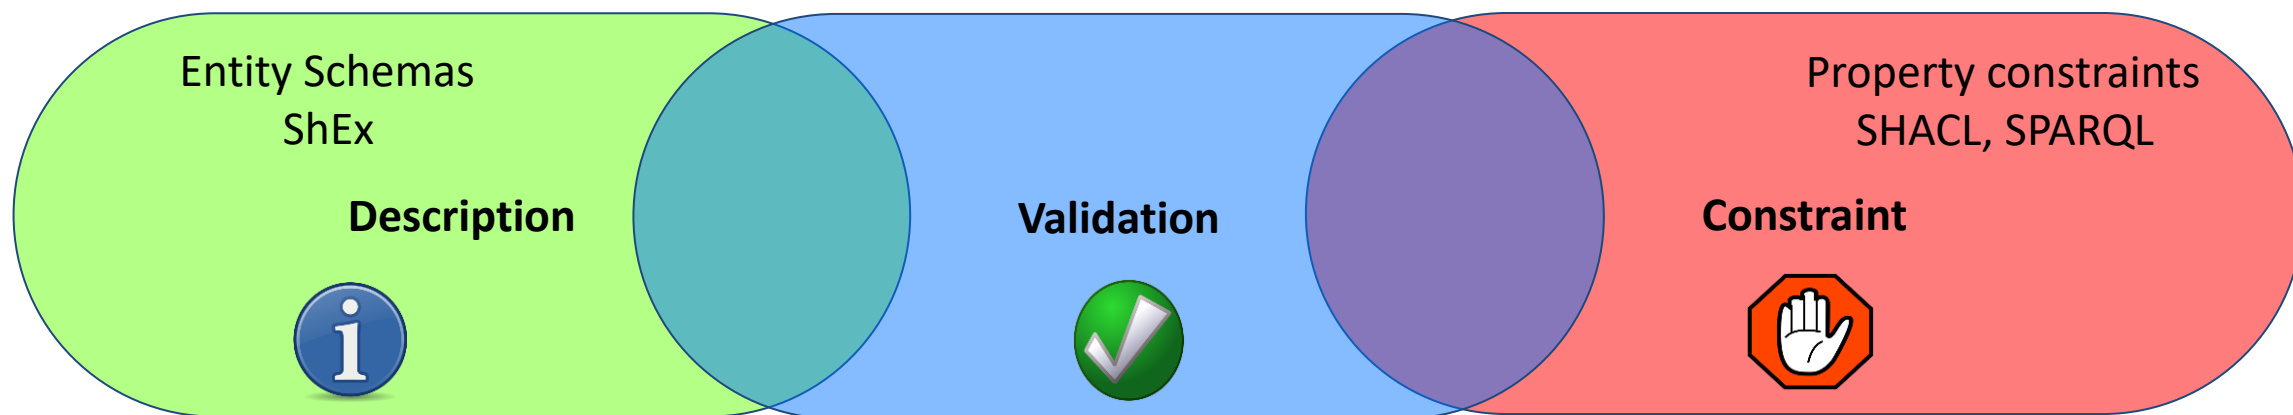 Entity Schemas
ShEx
Description
Validation
Property constraints
SHACL, SPARQL
Constraint